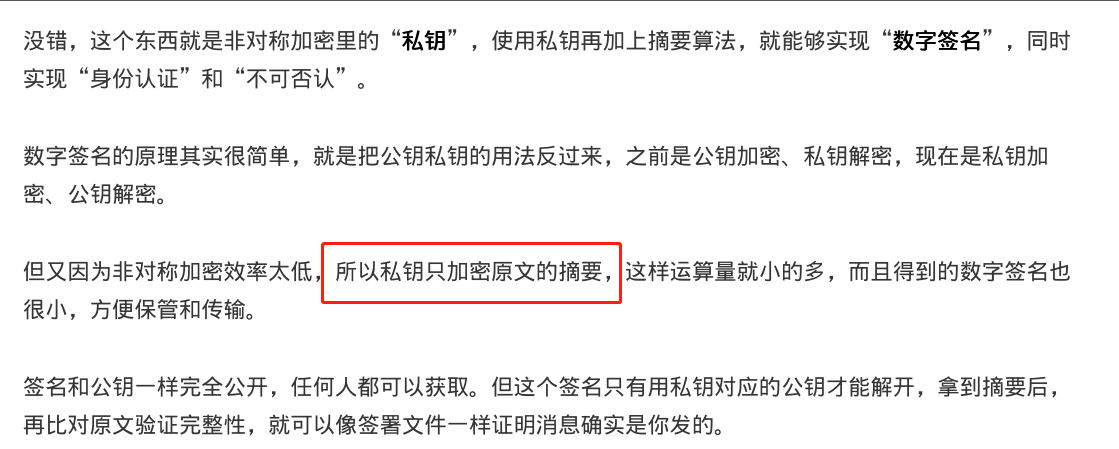 没错，这个东西就是非对称加密里的“私钥”，使用私钥再加上摘要算法，就能够实现“数字签名”，同时
实现“身份认证”和“不可否认”。
数字签名的原理其实很简单，就是把公钥私钥的用法反过来，之前是公钥加密、私钥解密，现在是私钥加
密、公钥解密。
但又因为非对称加密效率太低，所以私钥只加密原文的摘要，这样运算量就小的多，而且得到的数字签名也
很小，方便保管和传输。
签名和公钥一样完全公开，任何人都可以获取。但这个签名只有用私钥对应的公钥才能解开，拿到摘要后，
再比对原文验证完整性，就可以像签署文件一样证明消息确实是你发的。